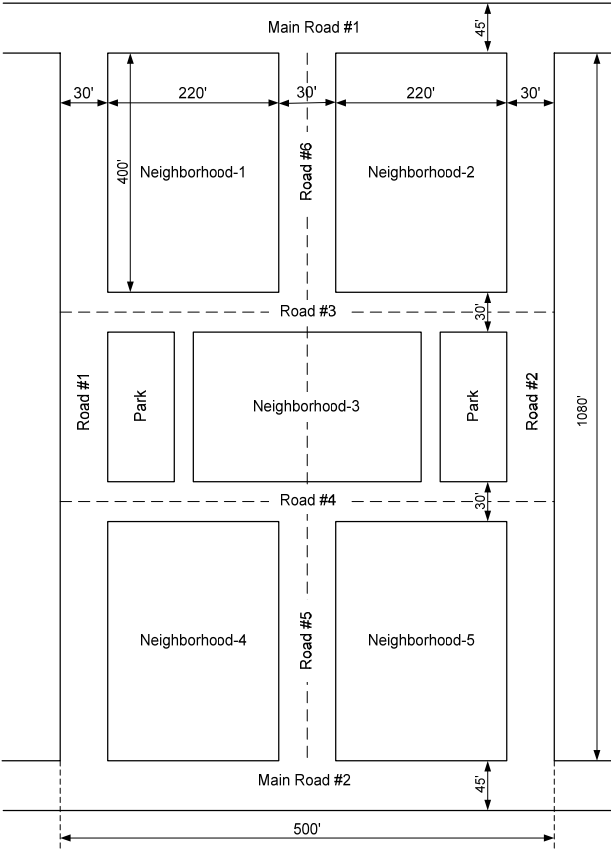 Main Road #1
45'
30'
220'
30'
220'
30'
400'
Neighborhood-1
Road #6
Neighborhood-2
Road #3
30'
Road #1
Park
Neighborhood-3
Park
Road #2
1080'
Road #4
30'
Neighborhood-4
Road #5
Neighborhood-5
Main Road #2
45'
500'